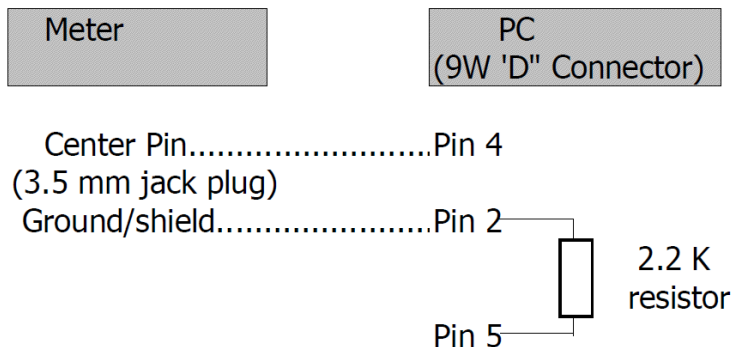 Meter
PC
(9W 'D" Connector)
Center Pin..........................Pin 4
(3.5 mm jack plug)
Ground/shield.......................Pin 2
2.2 K
resistor
Pin 5